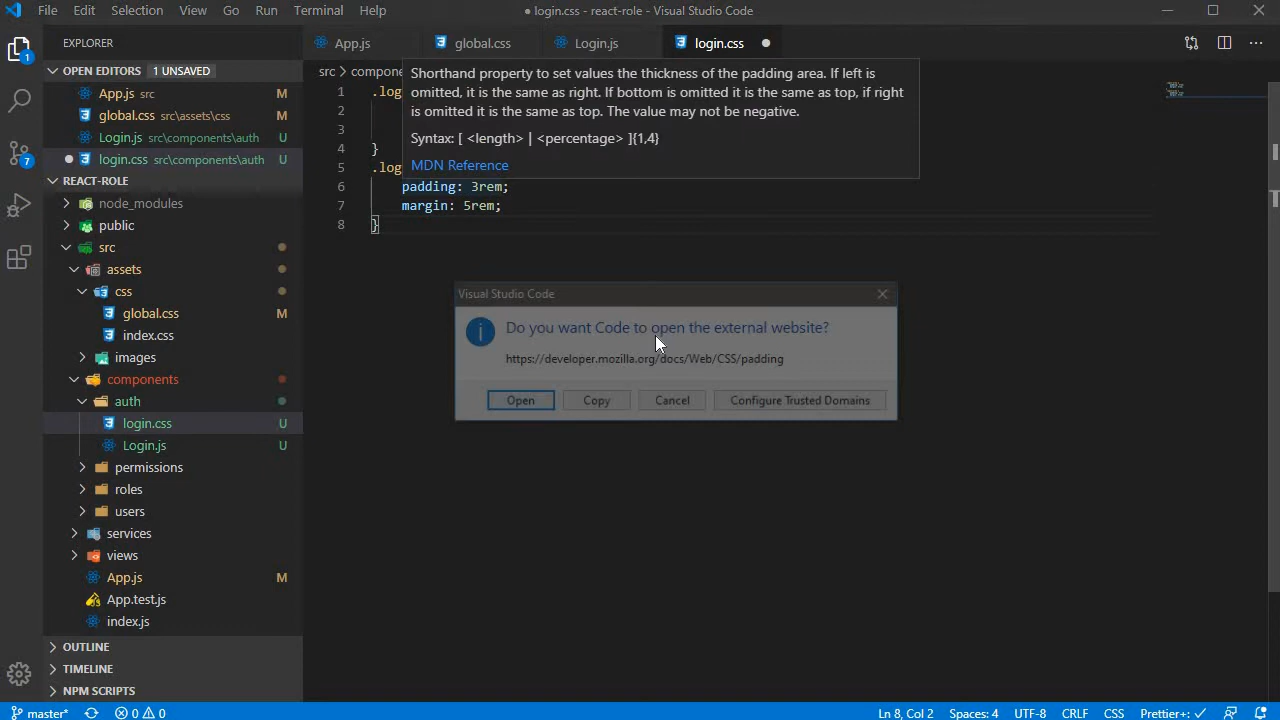 File Edit Selection View Go Run Terminal Help
● login.css - react-role - Visual Studio Code
EXPLORER
OPEN EDITORS 1 UNSAVED
App.js src M
global.css src\assets\css M
Login.js src\components\auth U
login.css src\components\auth U
REACT-ROLE
node_modules
public
src
assets
css
global.css M
index.css
images
components
auth
login.css U
Login.js U
permissions
roles
users
services
views
App.js M
App.test.js
index.js
OUTLINE
TIMELINE
NPM SCRIPTS
1
7
App.js global.css Login.js login.css
src > compone
Shorthand property to set values the thickness of the padding area. If left is
omitted, it is the same as right. If bottom is omitted it is the same as top, if right
is omitted it is the same as top. The value may not be negative.
Syntax: [ <length> | <percentage> ]{1,4}
MDN Reference
1 .log
2
3
4 }
5 .log
6 padding: 3rem;
7 margin: 5rem;
8 }
Visual Studio Code
Do you want Code to open the external website?
https://developer.mozilla.org/docs/Web/CSS/padding
Open Copy Cancel Configure Trusted Domains
master* 0 0 Ln 8, Col 2 Spaces: 4 UTF-8 CRLF CSS Prettier+: ✓